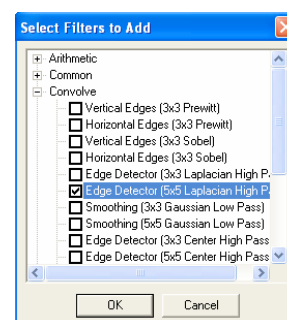 Select Filters to Add
Arithmetic
Common
Convolve
Vertical Edges (3x3 Prewitt)
Horizontal Edges (3x3 Prewitt)
Vertical Edges (3x3 Sobel)
Horizontal Edges (3x3 Sobel)
Edge Detector (3x3 Laplacian High P
Edge Detector (5x5 Laplacian High P
Smoothing (3x3 Gaussian Low Pass)
Smoothing (5x5 Gaussian Low Pass)
Edge Detector (3x3 Center High Pass
Edge Detector (5x5 Center High Pass
OK Cancel